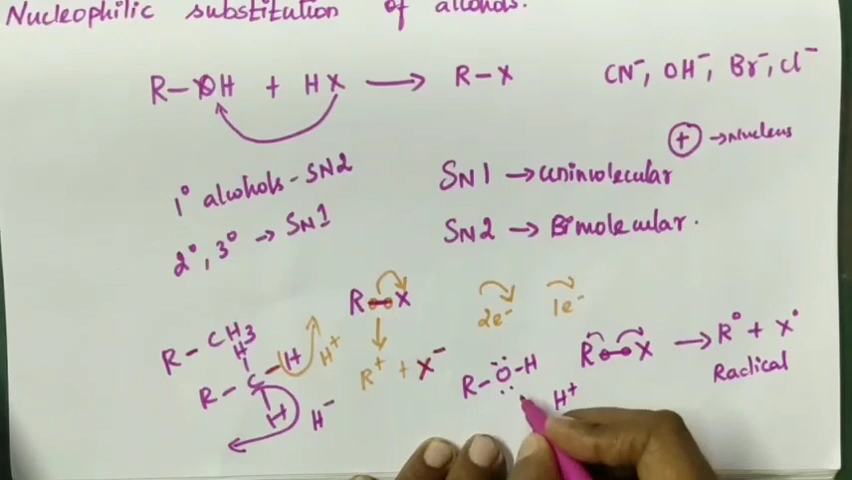 Nucleophilic substitution of alcohols.
R-OH + HX → R-X
CN⁻, OH⁻, Br⁻, Cl⁻
+ → Nucleus
1° alcohols - SN2
SN1 → unimolecular
2°, 3° → SN1
SN2 → Bimolecular.
R-X
2e⁻ 1e⁻
R-CH3
R-C-H
H
H
H⁺
H⁻
R⁺ + X⁻
R-O-H
H⁺
R-X → R° + X°
Radical